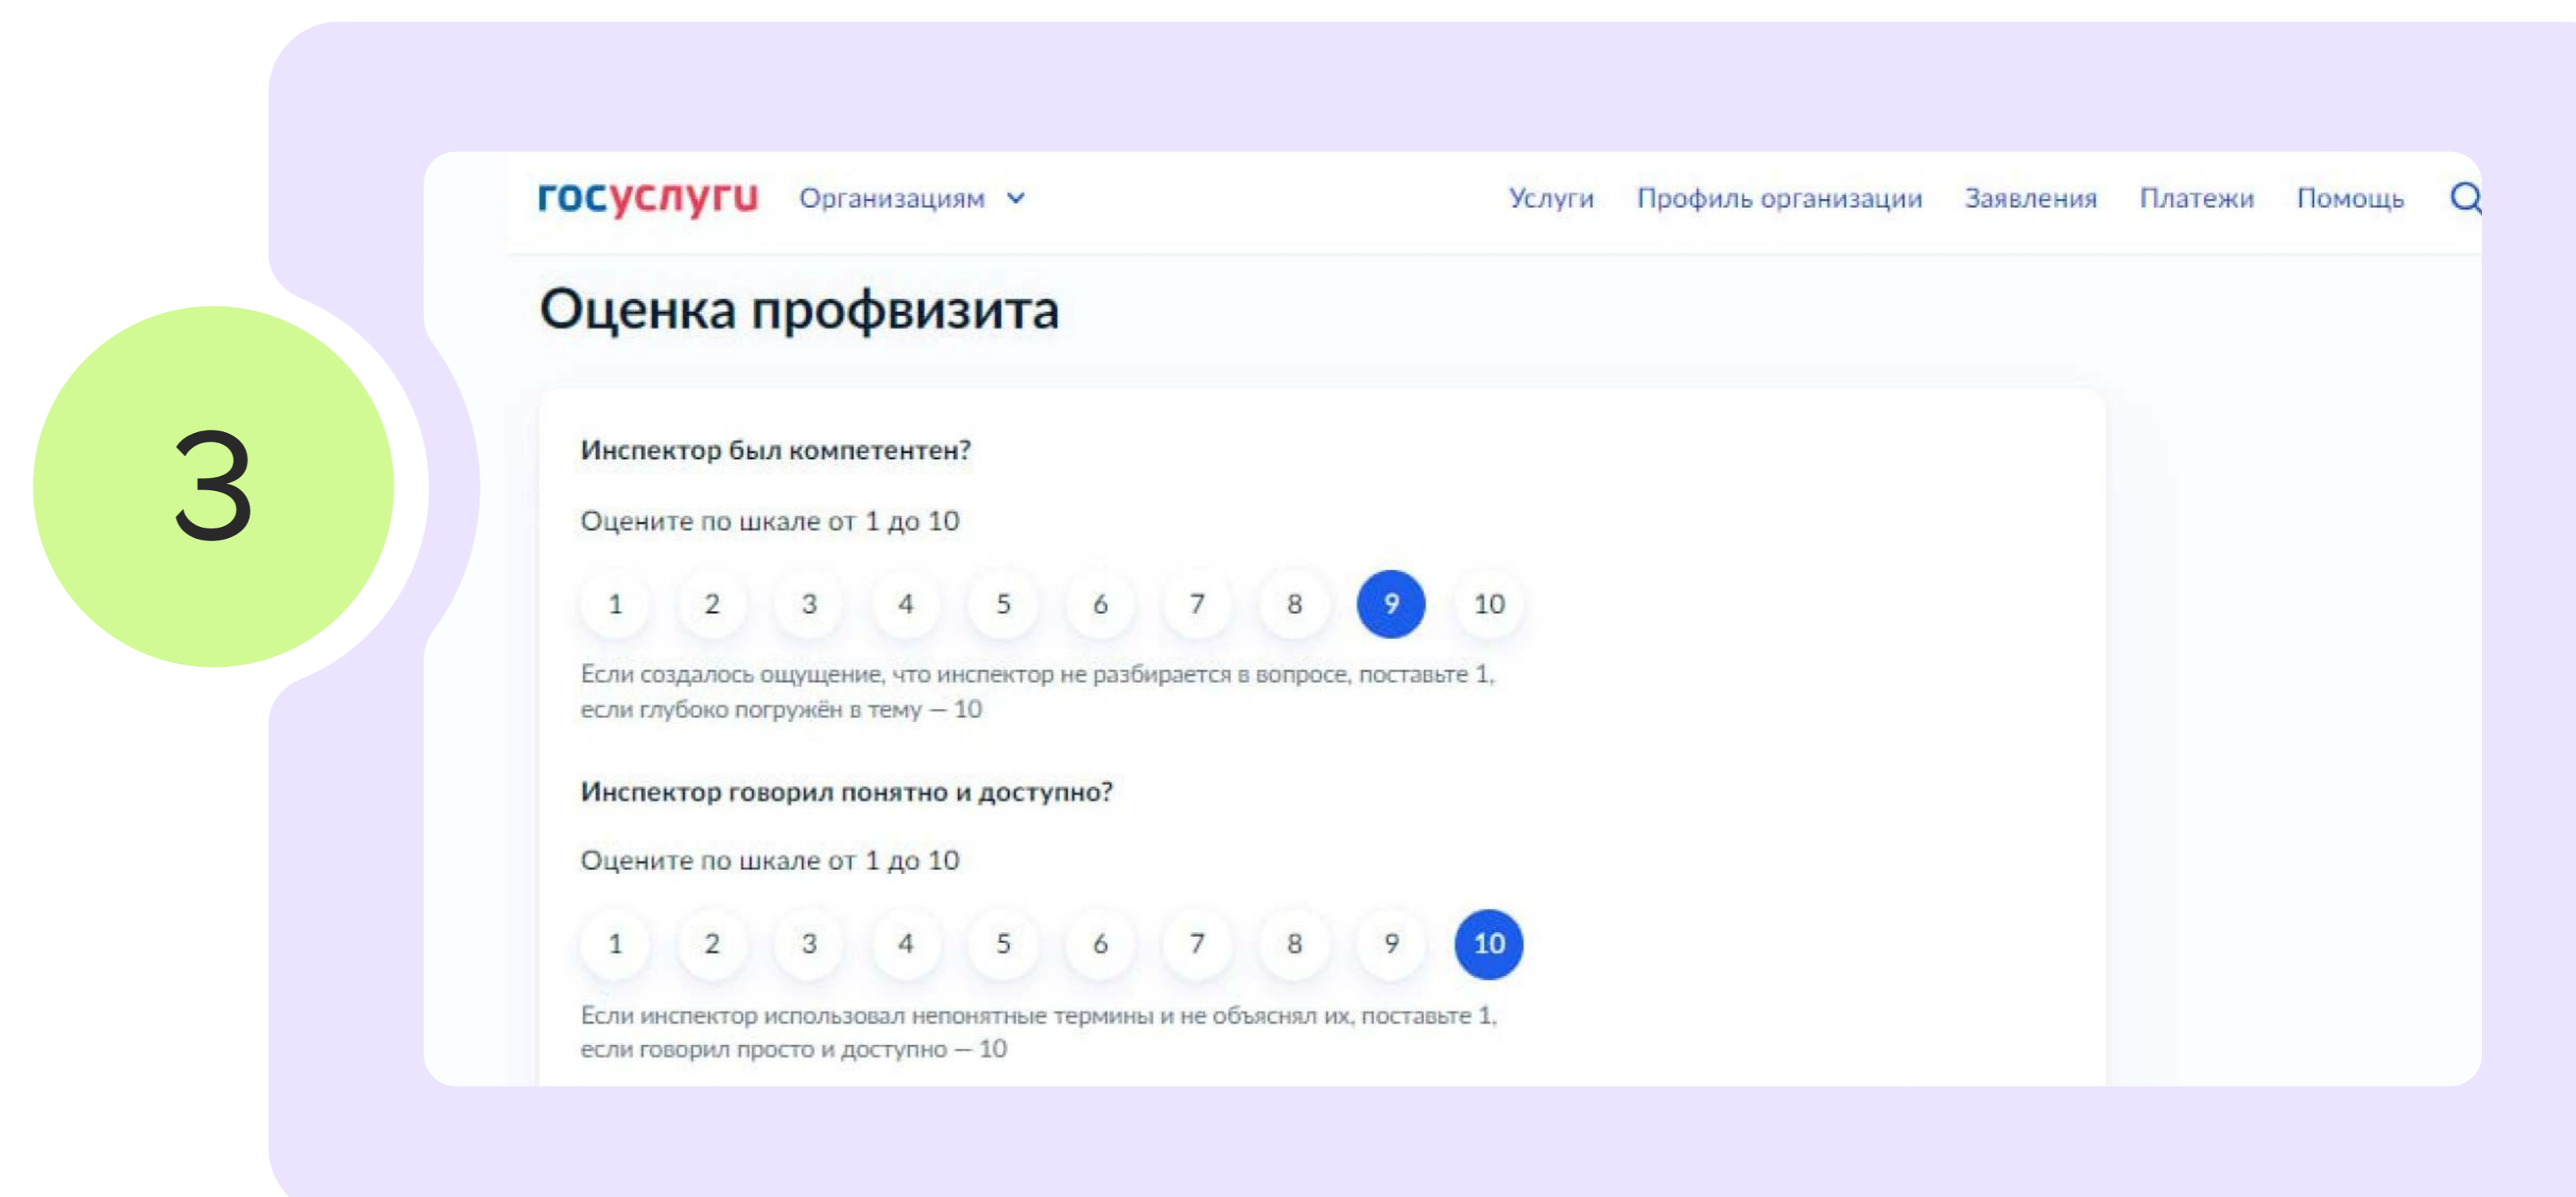 госуслуги Организациям Услуги Профиль организации Заявления Платежи Помощь
Оценка профвизита
3
Инспектор был компетентен?
Оцените по шкале от 1 до 10
1 2 3 4 5 6 7 8 9 10
Если создалось ощущение, что инспектор не разбирается в вопросе, поставьте 1,
если глубоко погружён в тему — 10
Инспектор говорил понятно и доступно?
Оцените по шкале от 1 до 10
1 2 3 4 5 6 7 8 9 10
Если инспектор использовал непонятные термины и не объяснял их, поставьте 1,
если говорил просто и доступно — 10